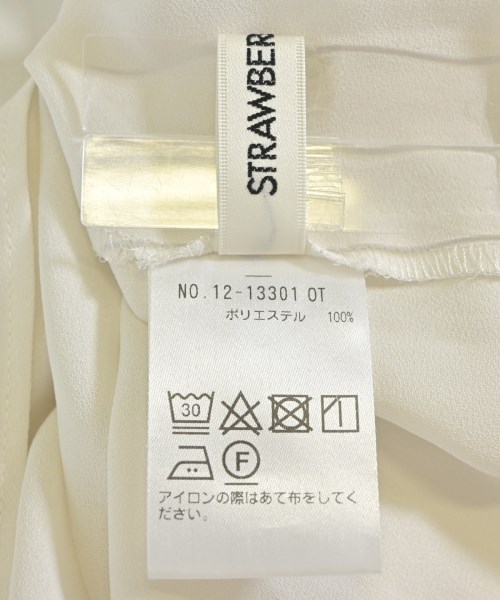 STRAWBER
NO.12-13301 OT
ポリエステル 100%
30
F
アイロンの際はあて布をしてく
ださい。